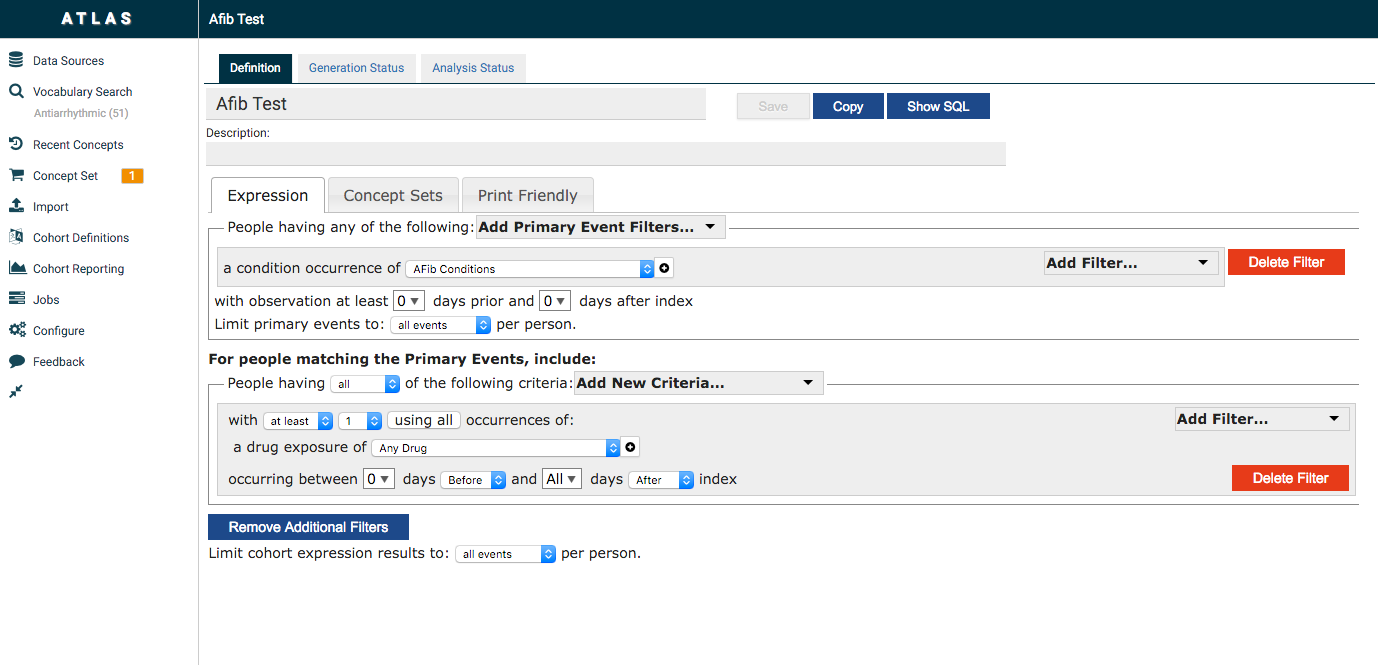 ATLAS
Afib Test
Data Sources
Vocabulary Search
Antiarrhythmic (51)
Recent Concepts
Concept Set 1
Import
Cohort Definitions
Cohort Reporting
Jobs
Configure
Feedback
Definition Generation Status Analysis Status
Afib Test Save Copy Show SQL
Description:
Expression Concept Sets Print Friendly
People having any of the following: Add Primary Event Filters...
a condition occurrence of AFib Conditions Add Filter... Delete Filter
with observation at least 0 ▼ days prior and 0 ▼ days after index
Limit primary events to: all events per person.
For people matching the Primary Events, include:
People having all of the following criteria: Add New Criteria...
with at least 1 using all occurrences of: Add Filter...
a drug exposure of Any Drug
occurring between 0 ▼ days Before and All ▼ days After index Delete Filter
Remove Additional Filters
Limit cohort expression results to: all events per person.